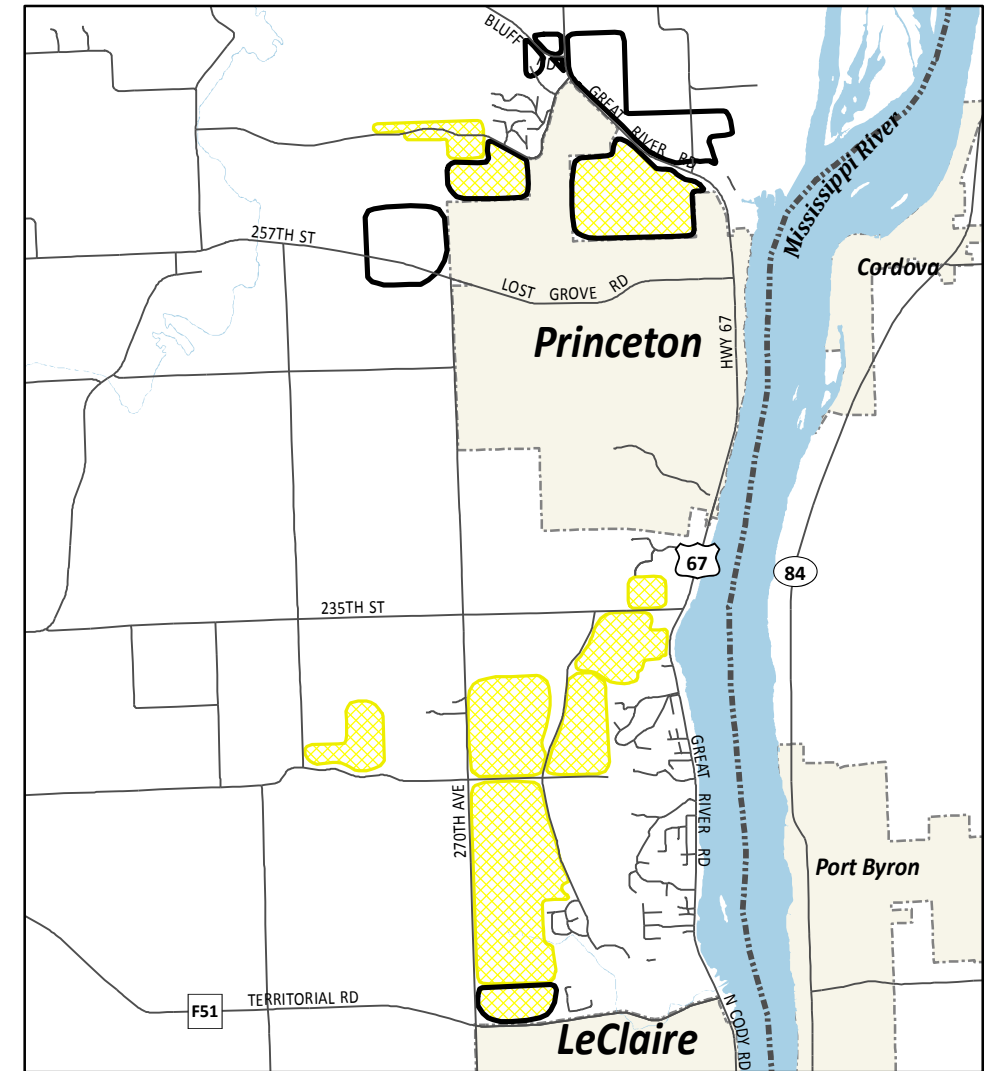 BLUFF RD
GREAT RIVER RD
Mississippi River
257TH ST
Cordova
LOST GROVE RD
Princeton
HWY 67
67
84
235TH ST
GREAT RIVER RD
270TH AVE
Port Byron
F51
TERRITORIAL RD
N CODY RD
LeClaire